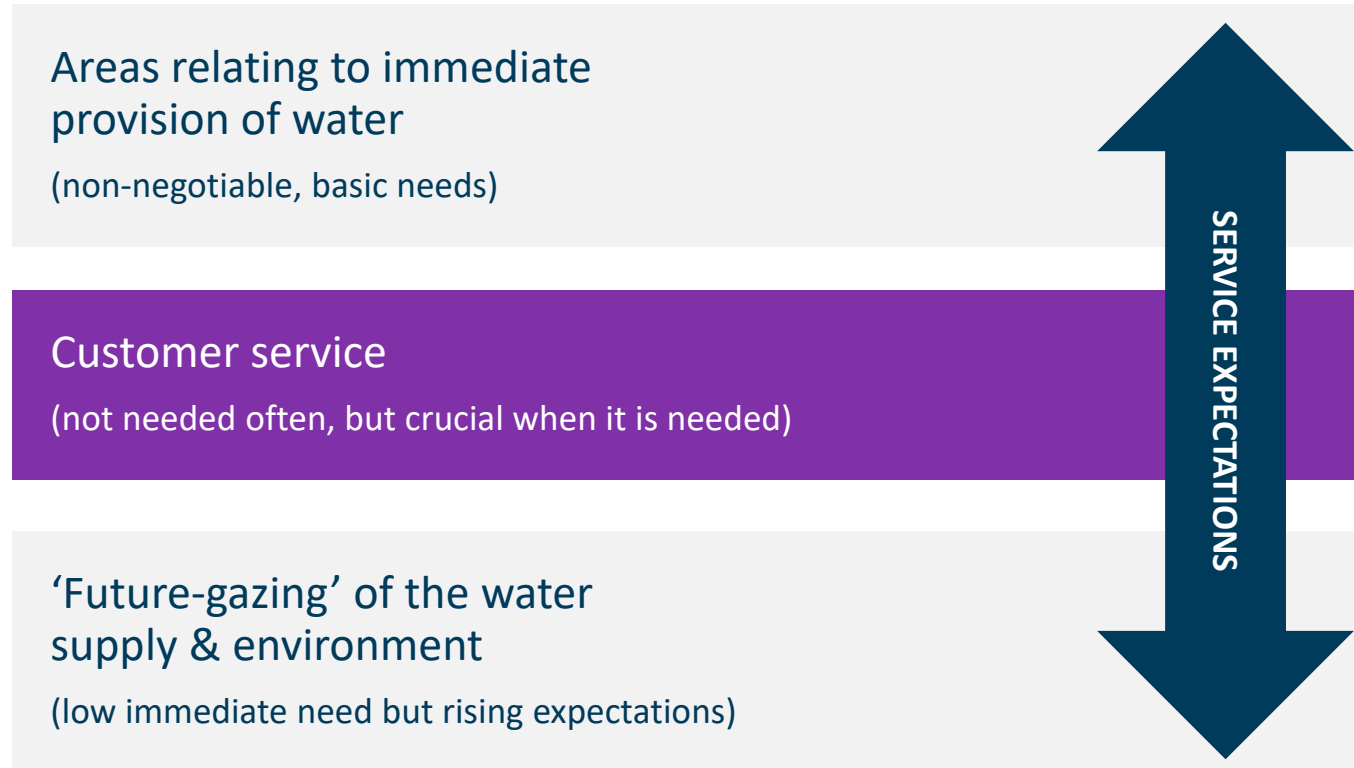 Areas relating to immediate
provision of water
(non-negotiable, basic needs)
SERVICE EXPECTATIONS
Customer service
(not needed often, but crucial when it is needed)
‘Future-gazing’ of the water
supply & environment
(low immediate need but rising expectations)